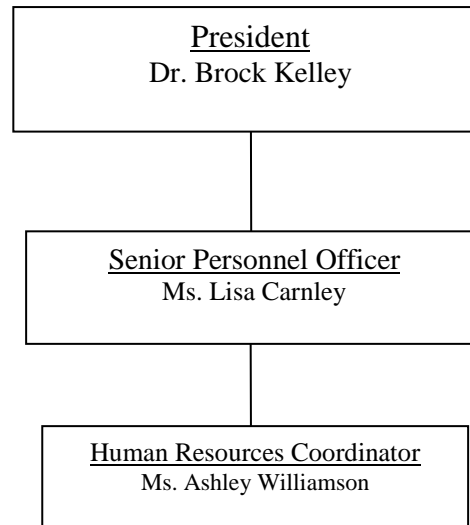 President
Dr. Brock Kelley
Senior Personnel Officer
Ms. Lisa Carnley
Human Resources Coordinator
Ms. Ashley Williamson